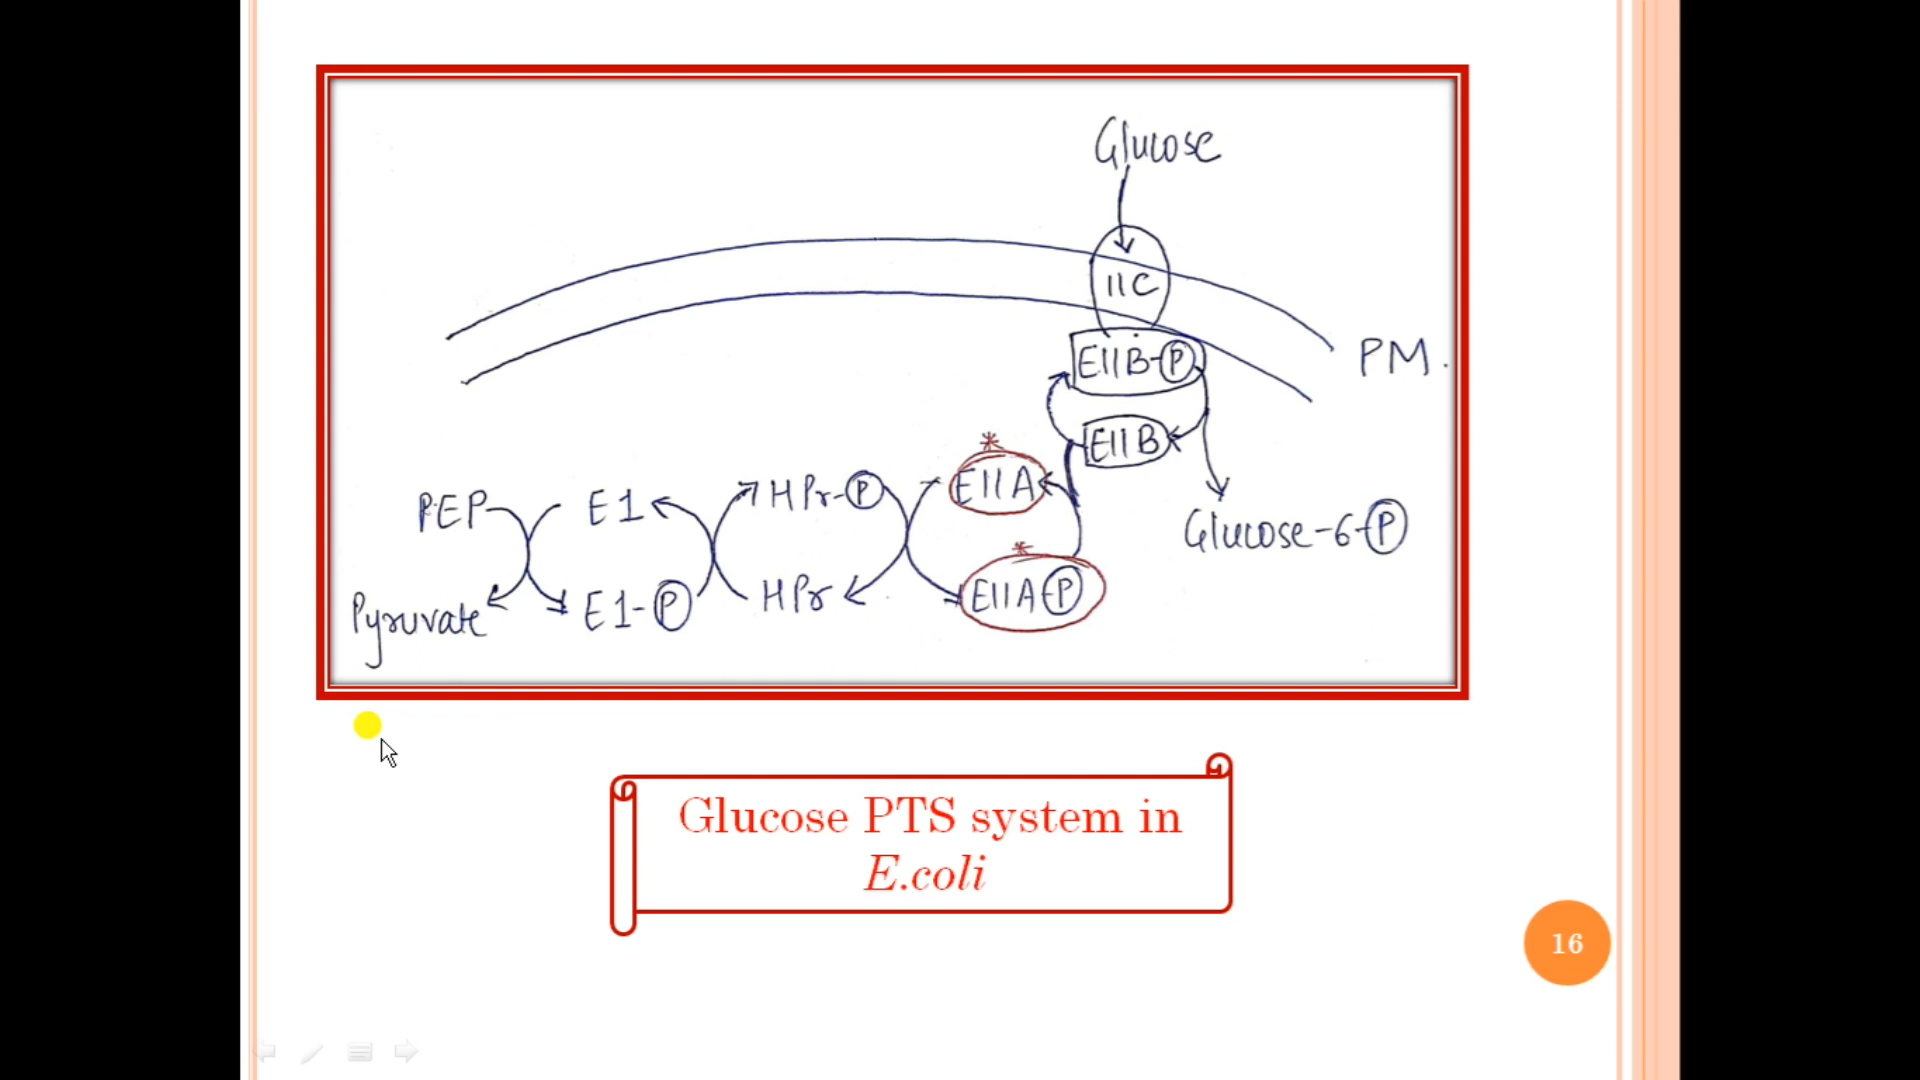 Glucose
IIC
EIIB-P
PM.
EIIB
EIIA
PEP
E1
HPr-P
Glucose-6-P
Pyruvate
E1-P
HPr
EIIA-P
Glucose PTS system in
E.coli
16